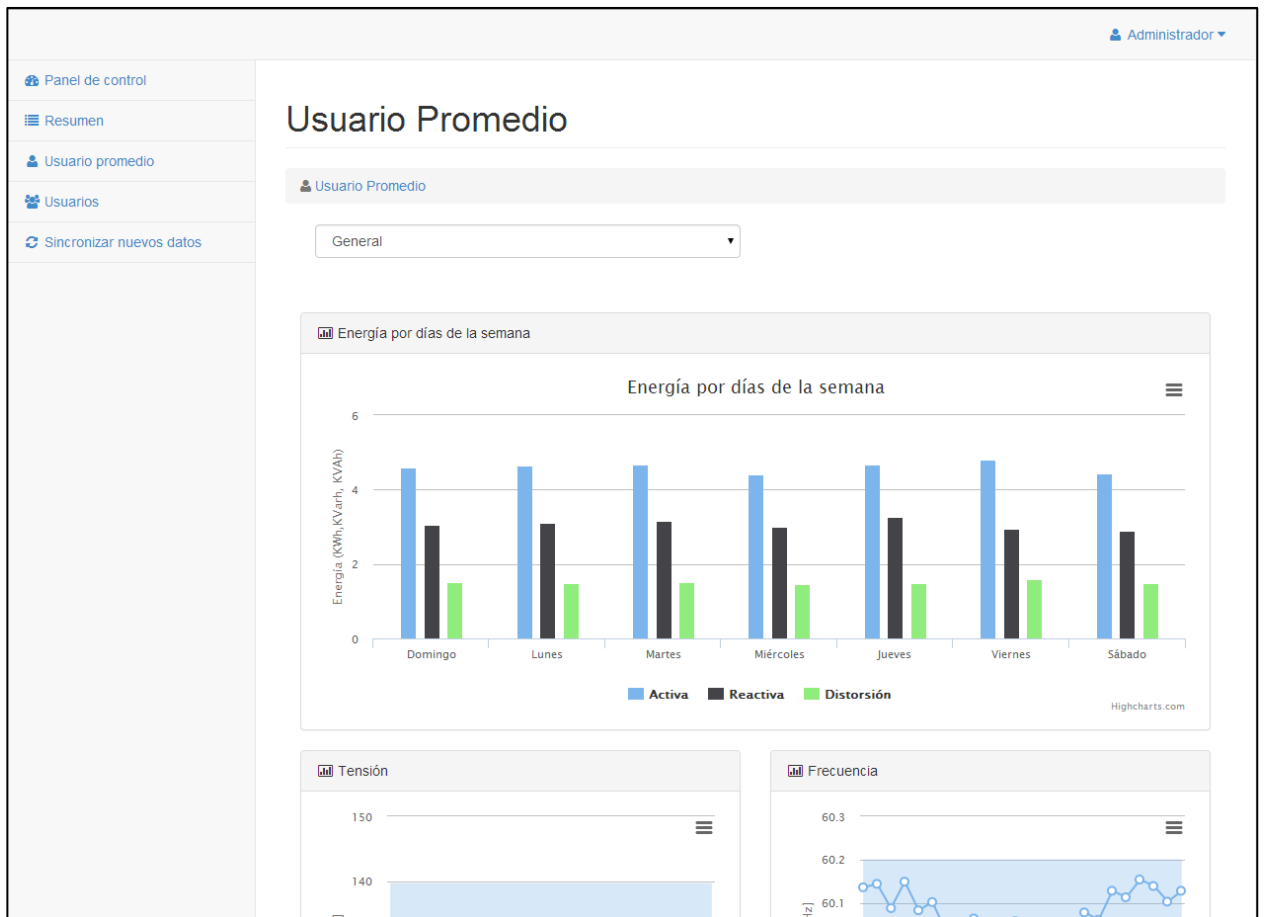 Administrador
Panel de control
Resumen
Usuario promedio
Usuarios
Sincronizar nuevos datos
Usuario Promedio
Usuario Promedio
General
Energía por días de la semana
Energía por días de la semana
Energía (KWh,KVarh, KVAh)
6
4
2
0
Domingo Lunes Martes Miércoles Jueves Viernes Sábado
Activa Reactiva Distorsión
Highcharts.com
Tensión
150
140
Frecuencia
60.3
60.2
60.1